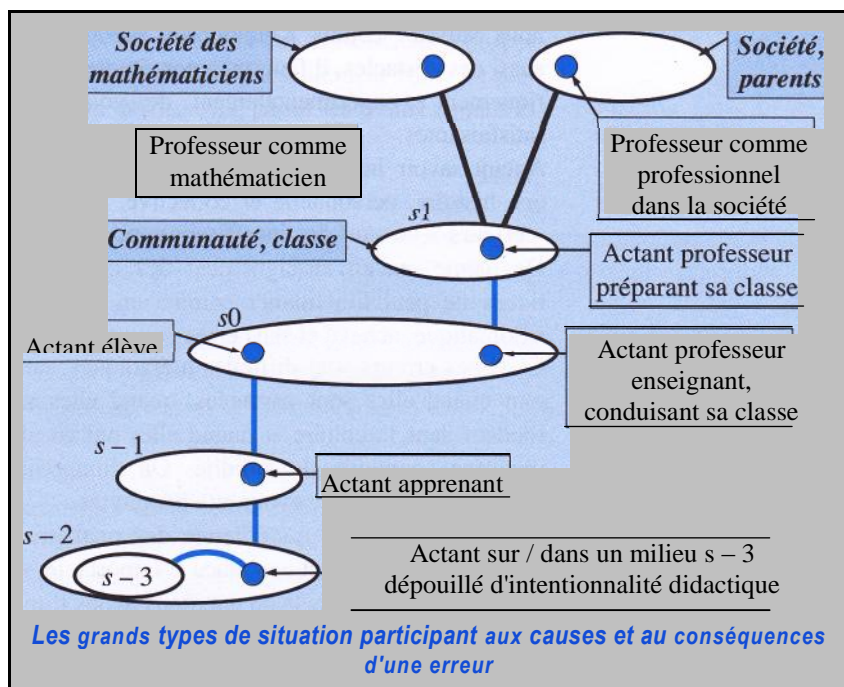 Société des
mathématiciens
Société,
parents
Professeur comme
mathématicien
Professeur comme
professionnel
dans la société
s1
Communauté, classe
Actant professeur
préparant sa classe
s0
Actant élève
Actant professeur
enseignant,
conduisant sa classe
s – 1
Actant apprenant
s – 2
s – 3
Actant sur / dans un milieu s – 3
dépouillé d'intentionnalité didactique
Les grands types de situation participant aux causes et au conséquences
d'une erreur